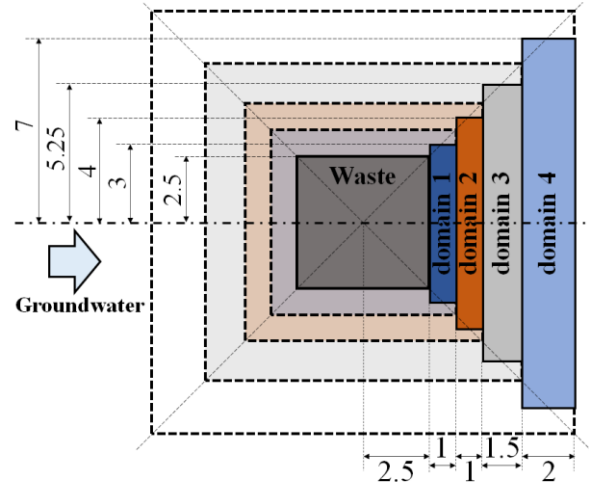 7
5.25
4
3
2.5
Waste
domain 1
domain 2
domain 3
domain 4
Groundwater
2.5
1
1
1.5
2